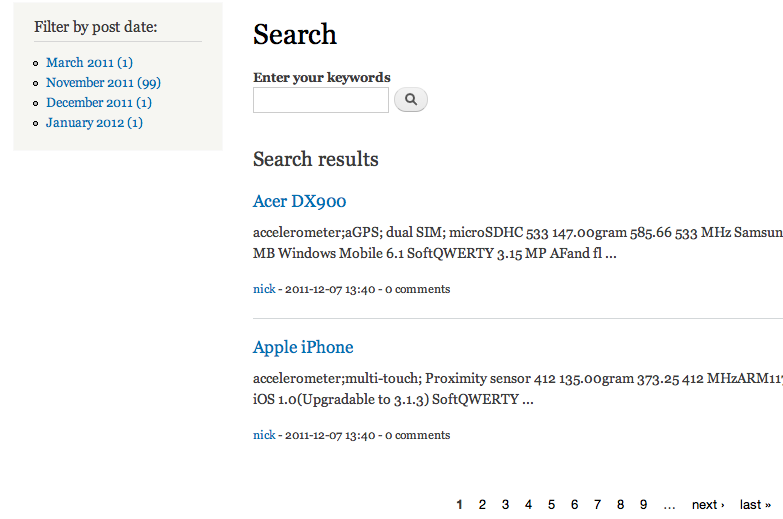 Filter by post date:
March 2011 (1)
November 2011 (99)
December 2011 (1)
January 2012 (1)
Search
Enter your keywords
Search results
Acer DX900
accelerometer;aGPS; dual SIM; microSDHC 533 147.00gram 585.66 533 MHz Samsun
MB Windows Mobile 6.1 SoftQWERTY 3.15 MP AFand fl ...
nick - 2011-12-07 13:40 - 0 comments
Apple iPhone
accelerometer;multi-touch; Proximity sensor 412 135.00gram 373.25 412 MHzARM117
iOS 1.0(Upgradable to 3.1.3) SoftQWERTY ...
nick - 2011-12-07 13:40 - 0 comments
1 2 3 4 5 6 7 8 9 ... next › last »